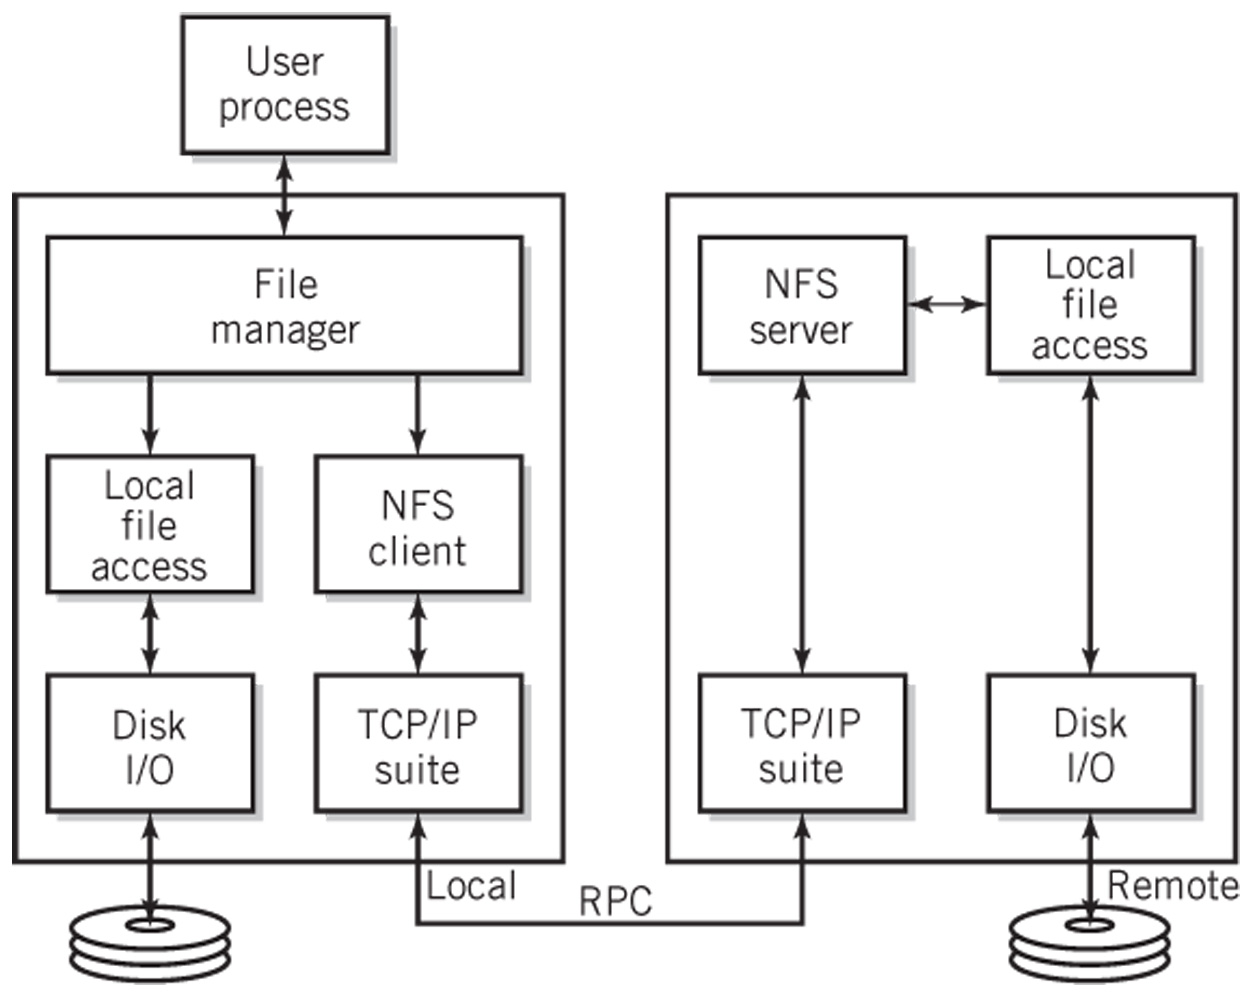 User
process
File
manager
NFS
server
Local
file
access
Local
file
access
NFS
client
Disk
I/O
TCP/IP
suite
TCP/IP
suite
Disk
I/O
Local
RPC
Remote